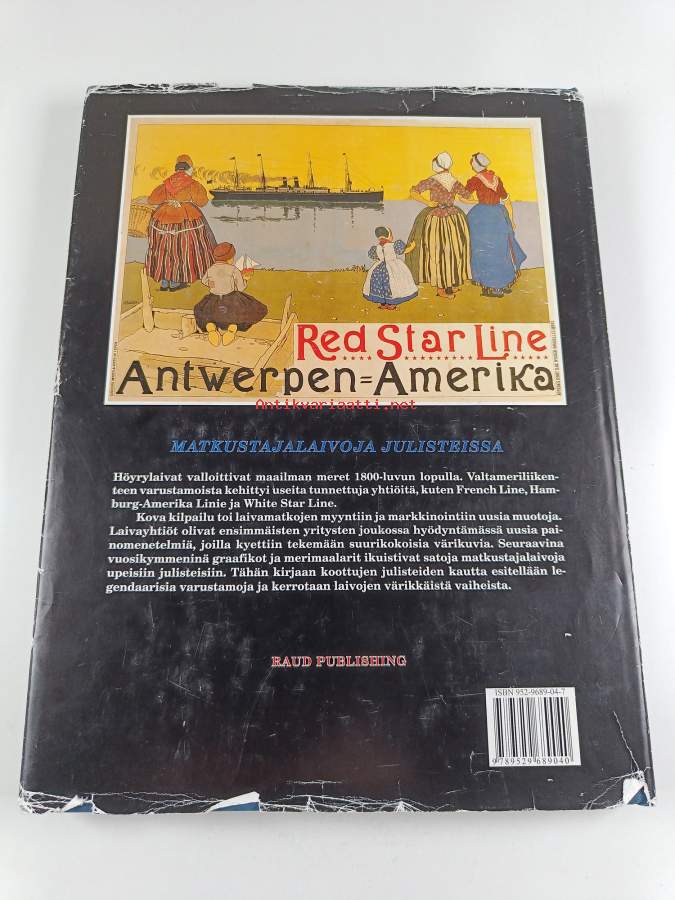 Red Star Line
Antwerpen=Amerika
Antikvariaatti.net
MATKUSTAJALAIVOJA JULISTEISSA
Höyrylaivat valloittivat maailman meret 1800-luvun lopulla. Valtameriliiken-
teen varustamoista kehittyi useita tunnettuja yhtiöitä, kuten French Line, Ham-
burg-Amerika Linie ja White Star Line.
Kova kilpailu toi laivamatkojen myyntiin ja markkinointiin uusia muotoja.
Laivayhtiöt olivat ensimmäisten yritysten joukossa hyödyntämässä uusia pai-
nomenetelmiä, joilla kyettiin tekemään suurikokoisia värikuvia. Seuraavina
vuosikymmeninä graafikot ja merimaalarit ikuistivat satoja matkustajalaivoja
upeisiin julisteisiin. Tähän kirjaan koottujen julisteiden kautta esitellään le-
gendaarisia varustamoja ja kerrotaan laivojen värikkäistä vaiheista.
RAUD PUBLISHING
ISBN 952-9689-04-7
9789529689040